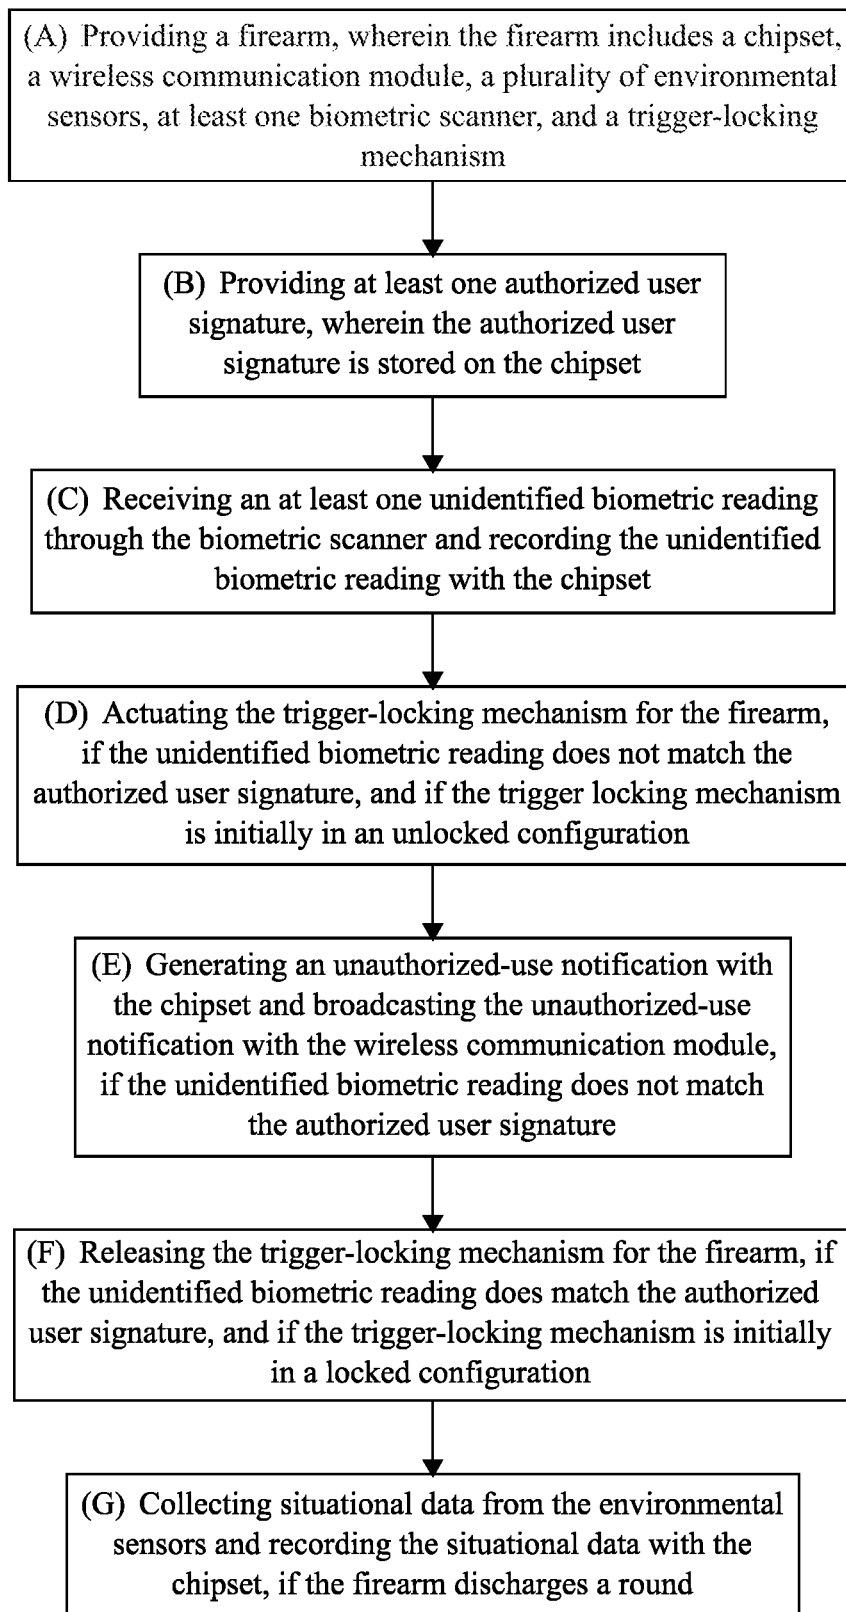 (A) Providing a firearm, wherein the firearm includes a chipset,
a wireless communication module, a plurality of environmental
sensors, at least one biometric scanner, and a trigger-locking
mechanism
(B) Providing at least one authorized user
signature, wherein the authorized user
signature is stored on the chipset
(C) Receiving an at least one unidentified biometric reading
through the biometric scanner and recording the unidentified
biometric reading with the chipset
(D) Actuating the trigger-locking mechanism for the firearm,
if the unidentified biometric reading does not match the
authorized user signature, and if the trigger locking mechanism
is initially in an unlocked configuration
(E) Generating an unauthorized-use notification with
the chipset and broadcasting the unauthorized-use
notification with the wireless communication module,
if the unidentified biometric reading does not match
the authorized user signature
(F) Releasing the trigger-locking mechanism for the firearm, if
the unidentified biometric reading does match the authorized
user signature, and if the trigger-locking mechanism is initially
in a locked configuration
(G) Collecting situational data from the environmental
sensors and recording the situational data with the
chipset, if the firearm discharges a round